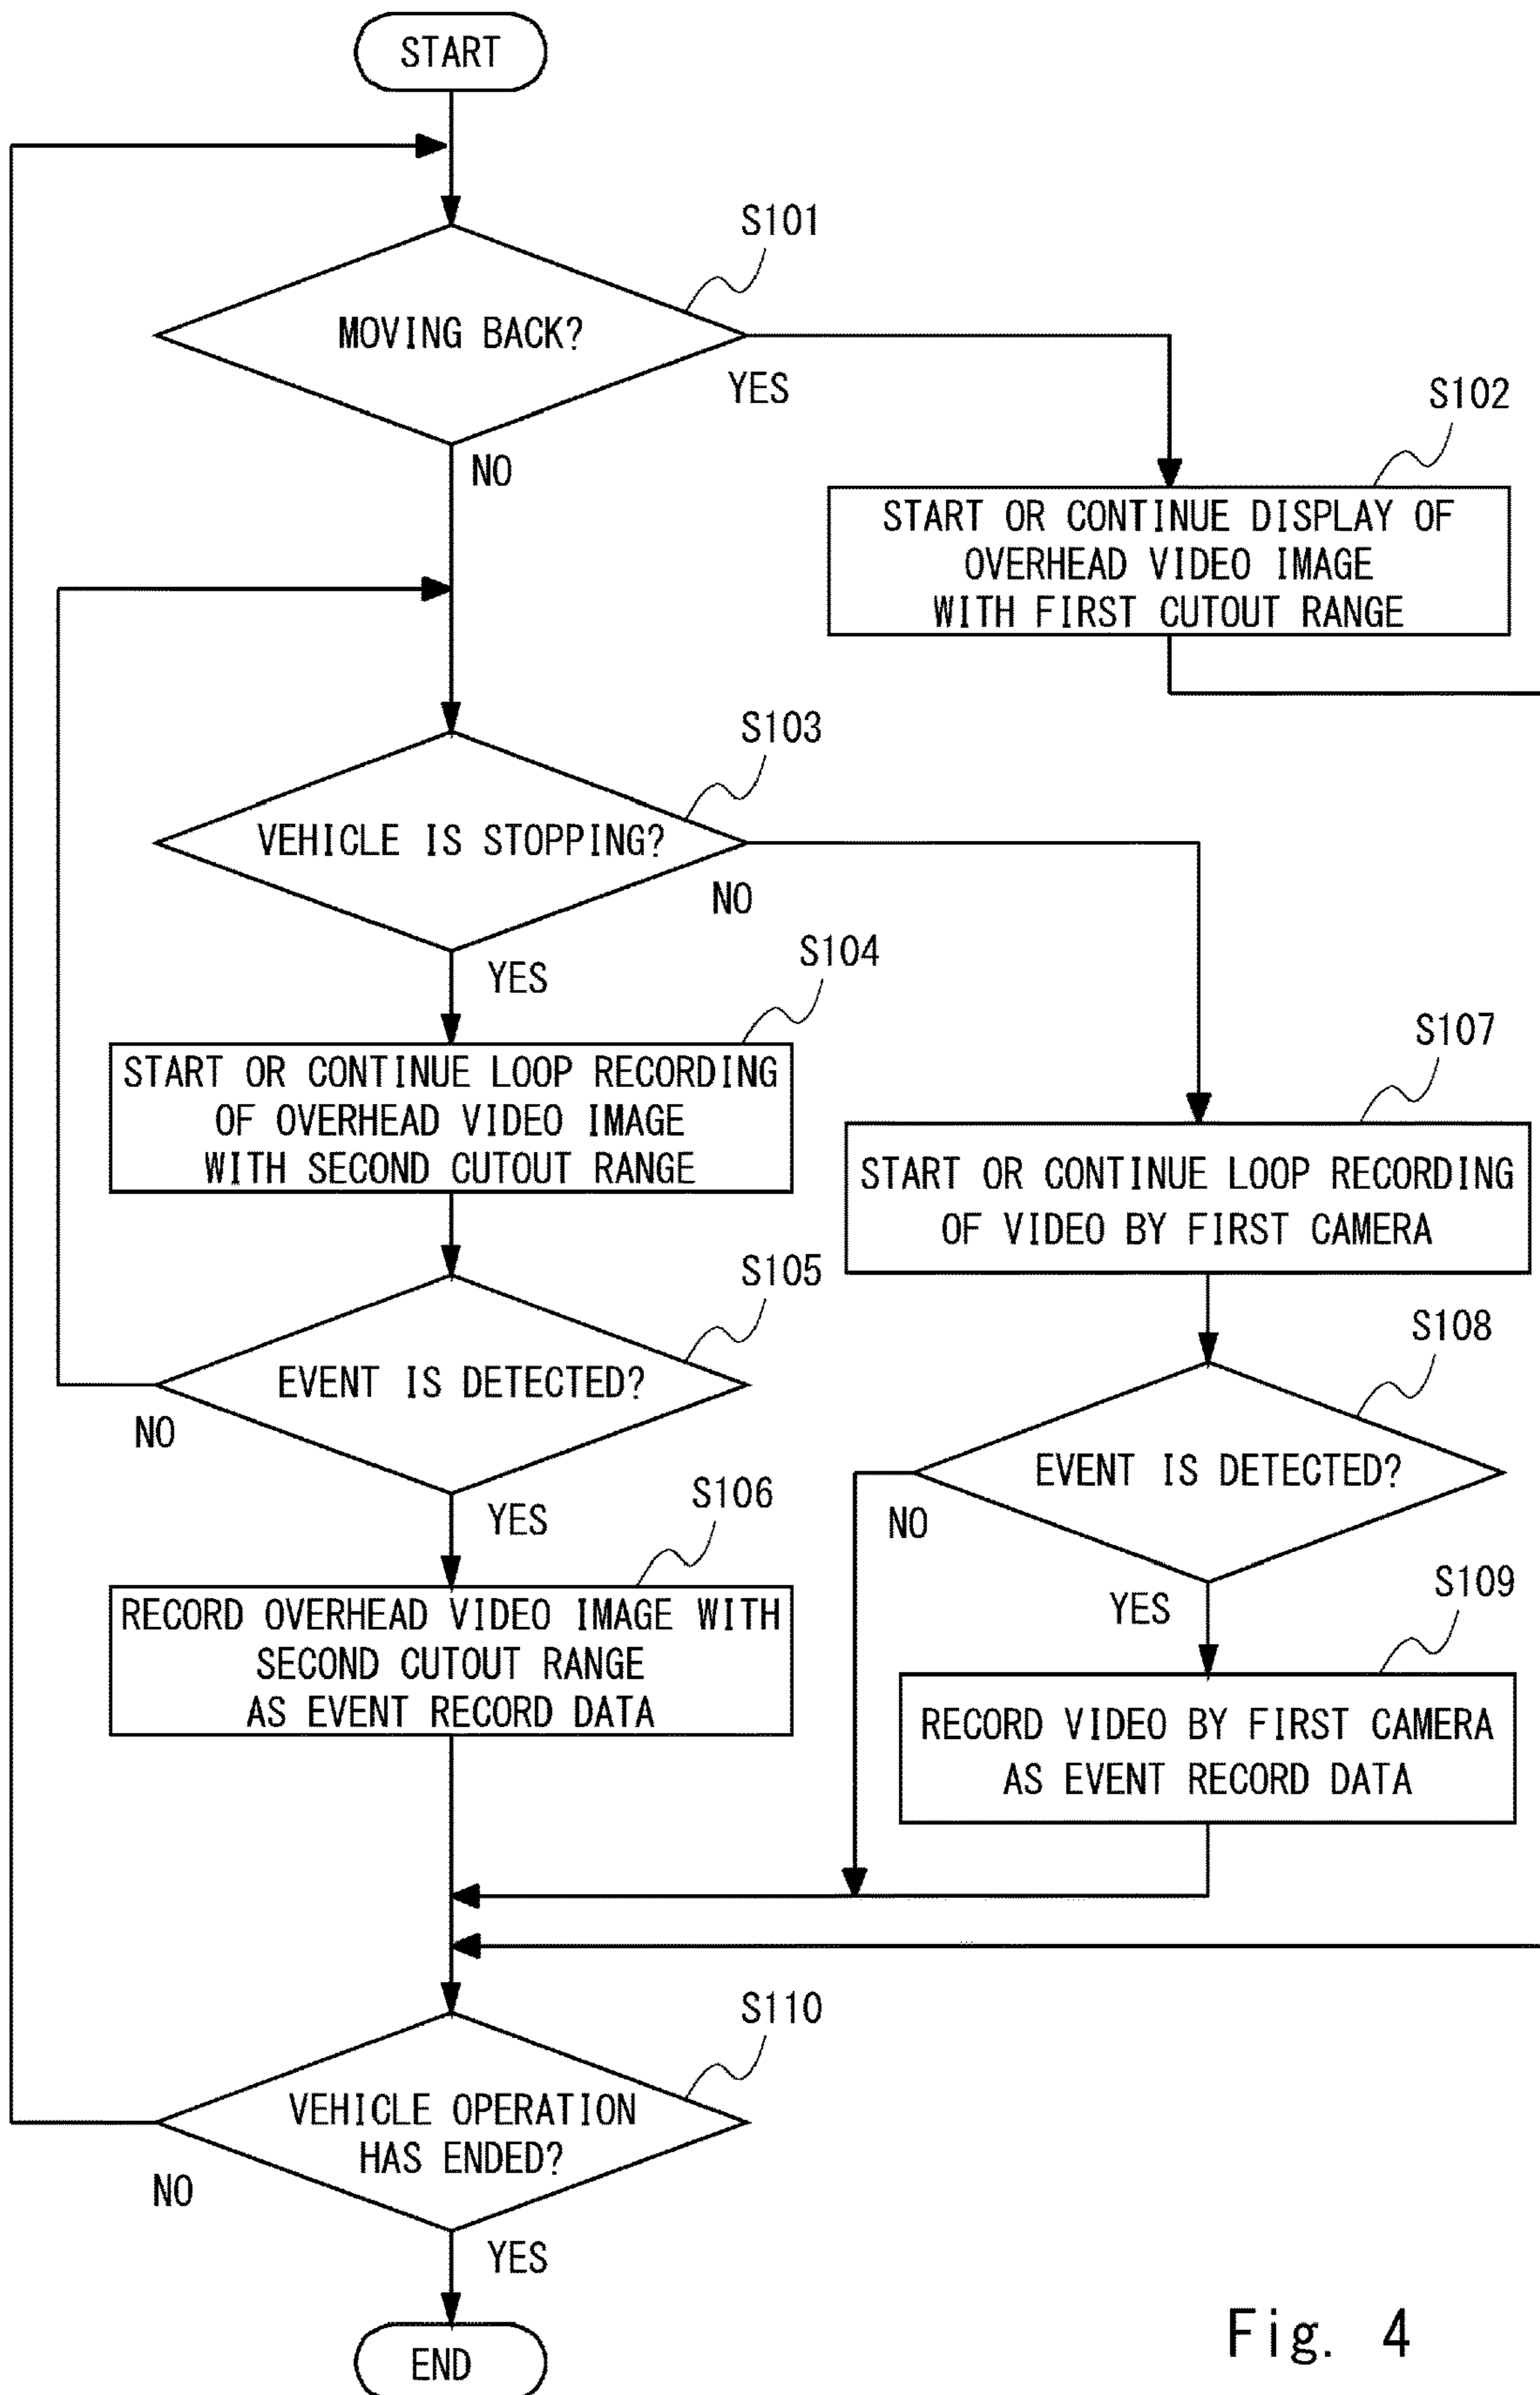 START
S101
MOVING BACK?
YES
NO
S102
START OR CONTINUE DISPLAY OF
OVERHEAD VIDEO IMAGE
WITH FIRST CUTOUT RANGE
S103
VEHICLE IS STOPPING?
NO
YES
S104
START OR CONTINUE LOOP RECORDING
OF OVERHEAD VIDEO IMAGE
WITH SECOND CUTOUT RANGE
S107
START OR CONTINUE LOOP RECORDING
OF VIDEO BY FIRST CAMERA
S105
EVENT IS DETECTED?
NO
YES
S108
EVENT IS DETECTED?
NO
YES
S106
RECORD OVERHEAD VIDEO IMAGE WITH
SECOND CUTOUT RANGE
AS EVENT RECORD DATA
S109
RECORD VIDEO BY FIRST CAMERA
AS EVENT RECORD DATA
S110
VEHICLE OPERATION
HAS ENDED?
NO
YES
END
Fig. 4